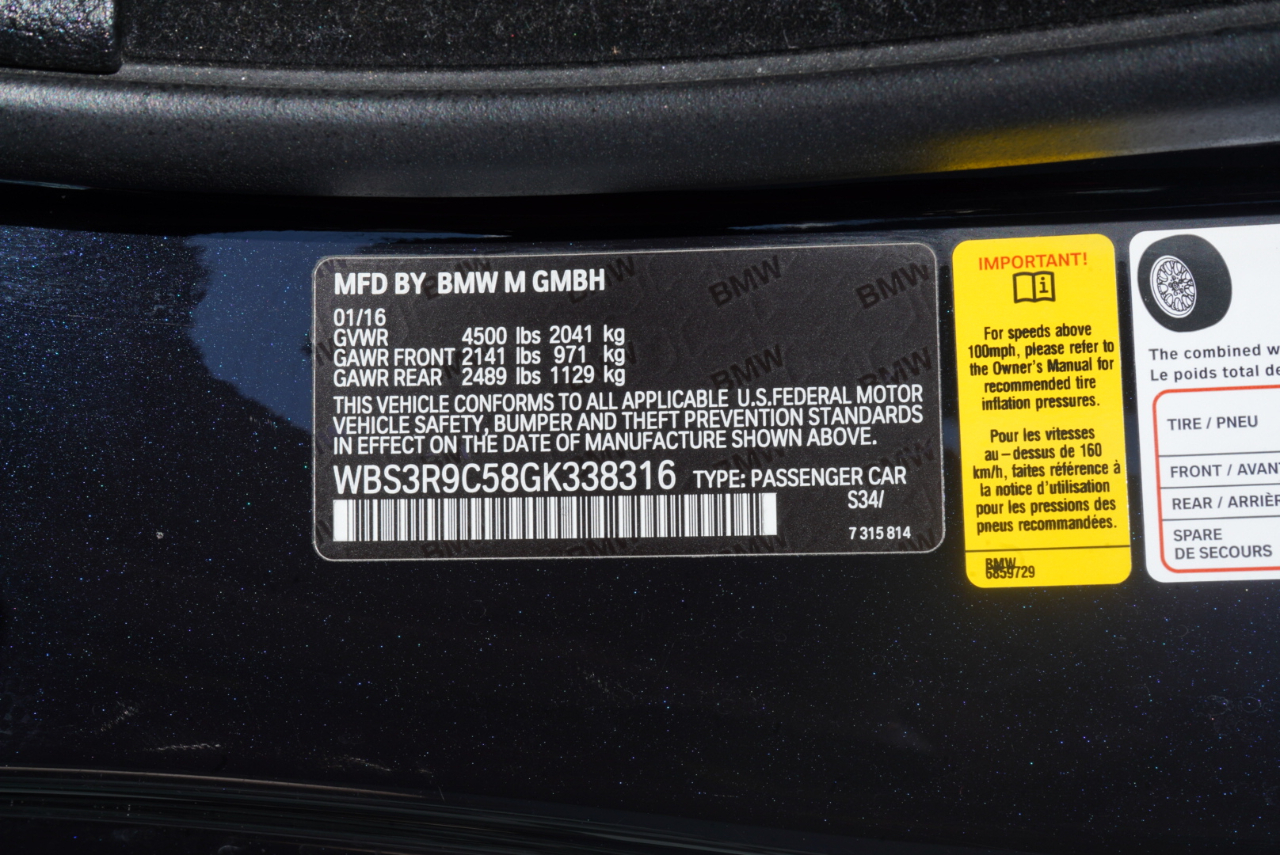 MFD BY BMW M GMBH
01/16
GVWR 4500 lbs 2041 kg
GAWR FRONT 2141 lbs 971 kg
GAWR REAR 2489 lbs 1129 kg
THIS VEHICLE CONFORMS TO ALL APPLICABLE U.S.FEDERAL MOTOR
VEHICLE SAFETY, BUMPER AND THEFT PREVENTION STANDARDS
IN EFFECT ON THE DATE OF MANUFACTURE SHOWN ABOVE.
WBS3R9C58GK338316 TYPE: PASSENGER CAR
S34/
7 315 814
IMPORTANT!
For speeds above
100mph, please refer to
the Owner's Manual for
recommended tire
inflation pressures.
Pour les vitesses
au-dessus de 160
km/h, faites référence à
la notice d'utilisation
pour les pressions des
pneus recommandées.
BMW
6859729
The combined w
Le poids total de
TIRE / PNEU
FRONT / AVAN
REAR / ARRIÈR
SPARE
DE SECOURS